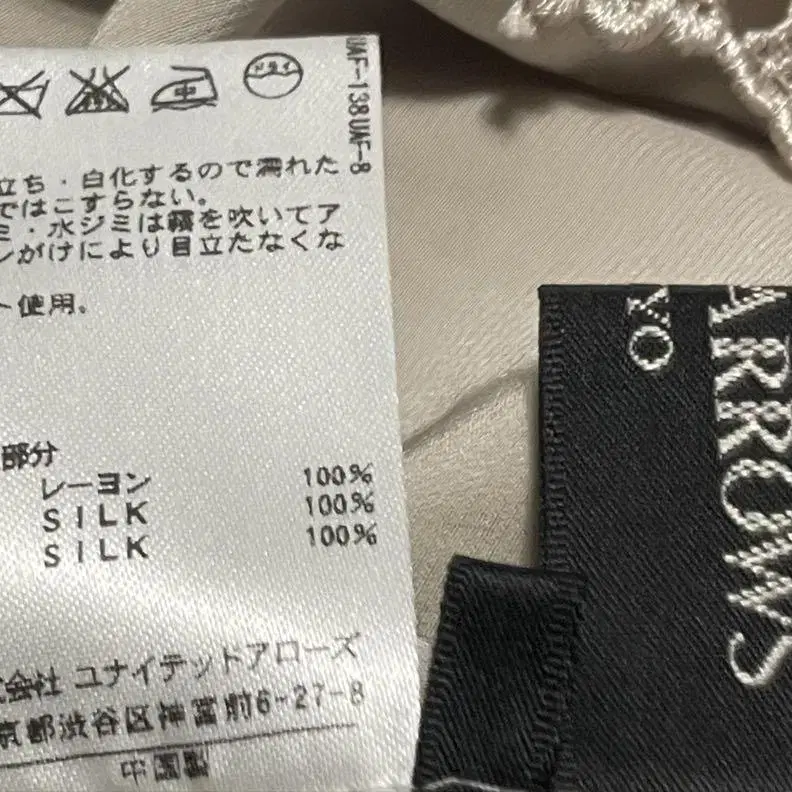 中
ドライ
UAF-138UAF-8
立ち・白化するので濡れた
ではこすらない。
ミ・水ジミは霧を吹いてア
ンがけにより目立たなくな
ト使用。
部分
レーヨン 100%
SILK 100%
SILK 100%
会社 ユナイテッドアローズ
京都渋谷区神宮前6-27-8
中国製
YO
ARROWS